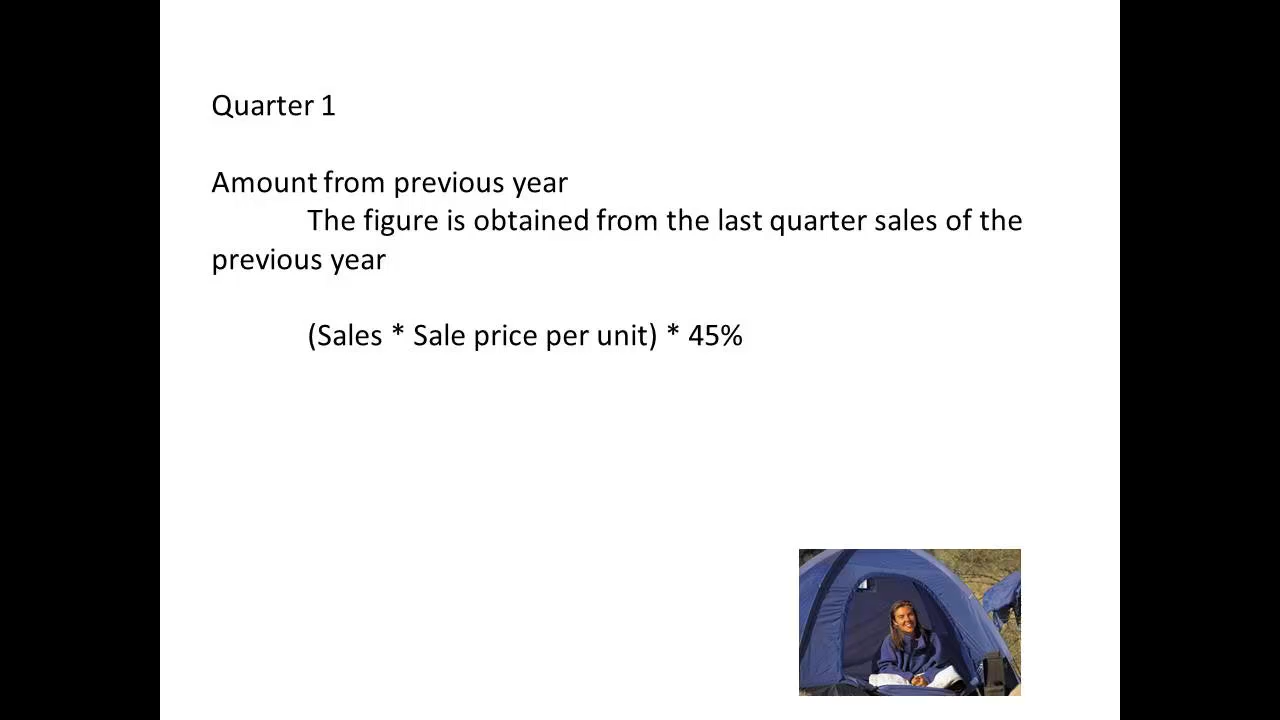 Quarter 1
Amount from previous year
The figure is obtained from the last quarter sales of the
previous year
(Sales * Sale price per unit) * 45%